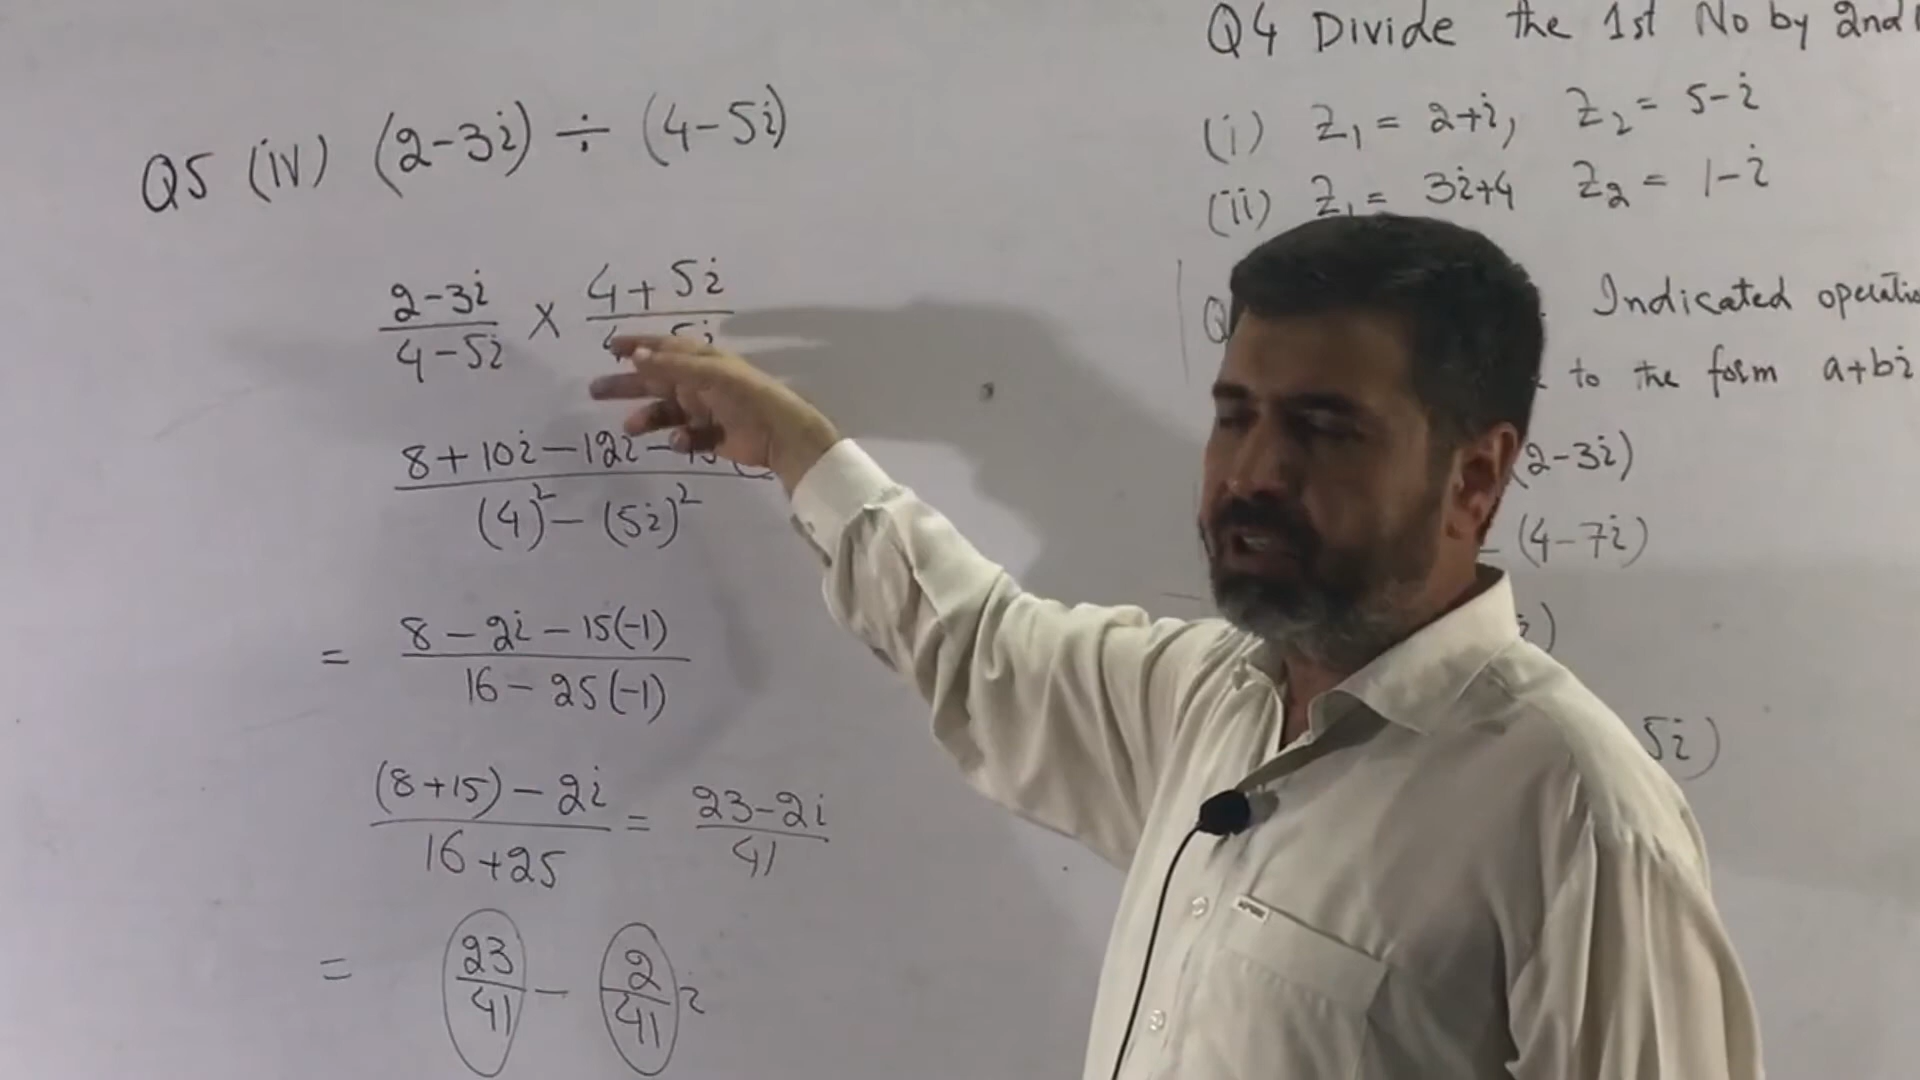 Q5 (iv) (2-3i) ÷ (4-5i)
2-3i / 4-5i × 4+5i / 4-5i
8+10i-12i-15( / (4)²-(5i)²
= 8-2i-15(-1) / 16-25(-1)
(8+15)-2i / 16+25 = 23-2i / 41
= 23/41 - 2/41 i
Q4 Divide the 1st No by 2nd
(i) Z₁ = 2+i, Z₂ = 5-i
(ii) Z₁ = 3i+4 Z₂ = 1-i
Q Indicated
to the form a+bi
(2-3i)
- (4-7i)
i)
5i)